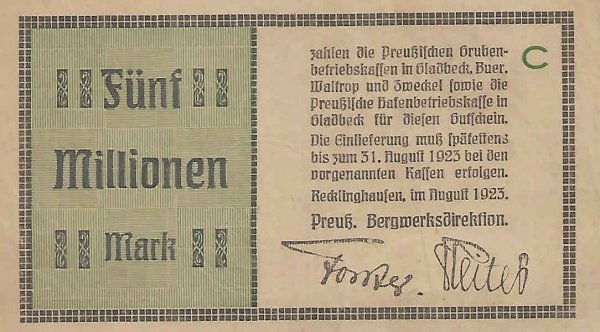 Fünf
Millionen
Mark
zahlen die Preußischen Gruben-
betriebskassen in Gladbeck, Buer,
Waltrop und Zweckel sowie die
Preußische Hafenbetriebskasse in
Gladbeck für diesen Gutschein.
Die Einlieferung muß spätestens
bis zum 31. August 1923 bei den
vorgenannten Kassen erfolgen.
Recklinghausen, im August 1923.
Preuß. Bergwerksdirektion.
C